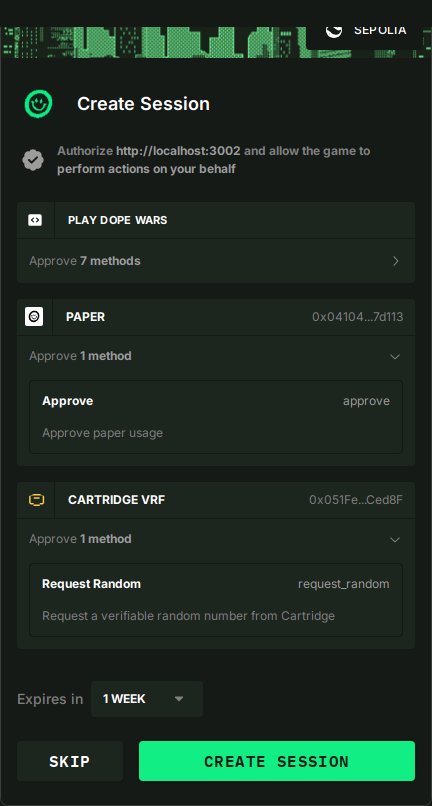 SEPOLIA
Create Session
Authorize http://localhost:3002 and allow the game to
perform actions on your behalf
PLAY DOPE WARS
Approve 7 methods
PAPER 0x04104...7d113
Approve 1 method
Approve approve
Approve paper usage
CARTRIDGE VRF 0x051Fe...Ced8F
Approve 1 method
Request Random request_random
Request a verifiable random number from Cartridge
Expires in 1 WEEK
SKIP CREATE SESSION